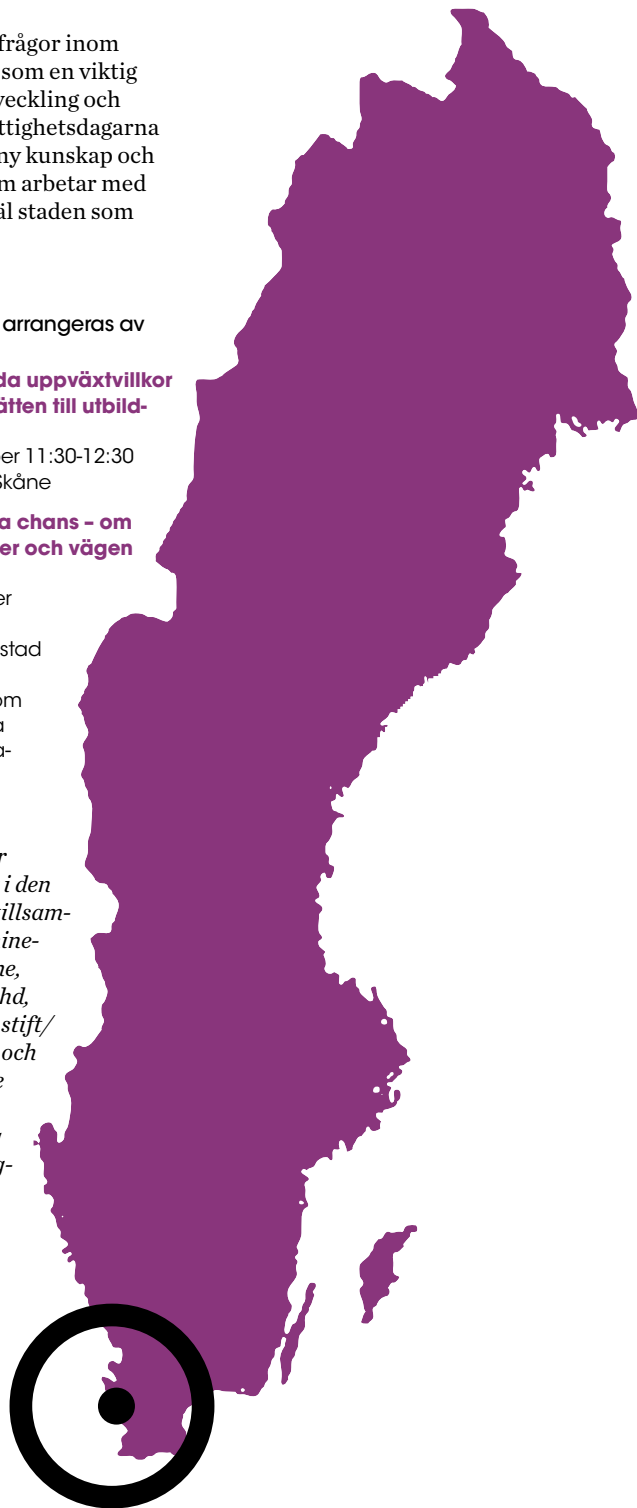 frågor inom
som en viktig
veckling och
ttighetsdagarna
ny kunskap och
m arbetar med
äl staden som
arrangeras av
da uppväxtvillkor
ätten till utbild-
er 11:30-12:30
Skåne
a chans – om
er och vägen
er
stad
om
a
a-
r
i den
tillsam-
ine-
ne,
hd,
stift/
och
e
g-